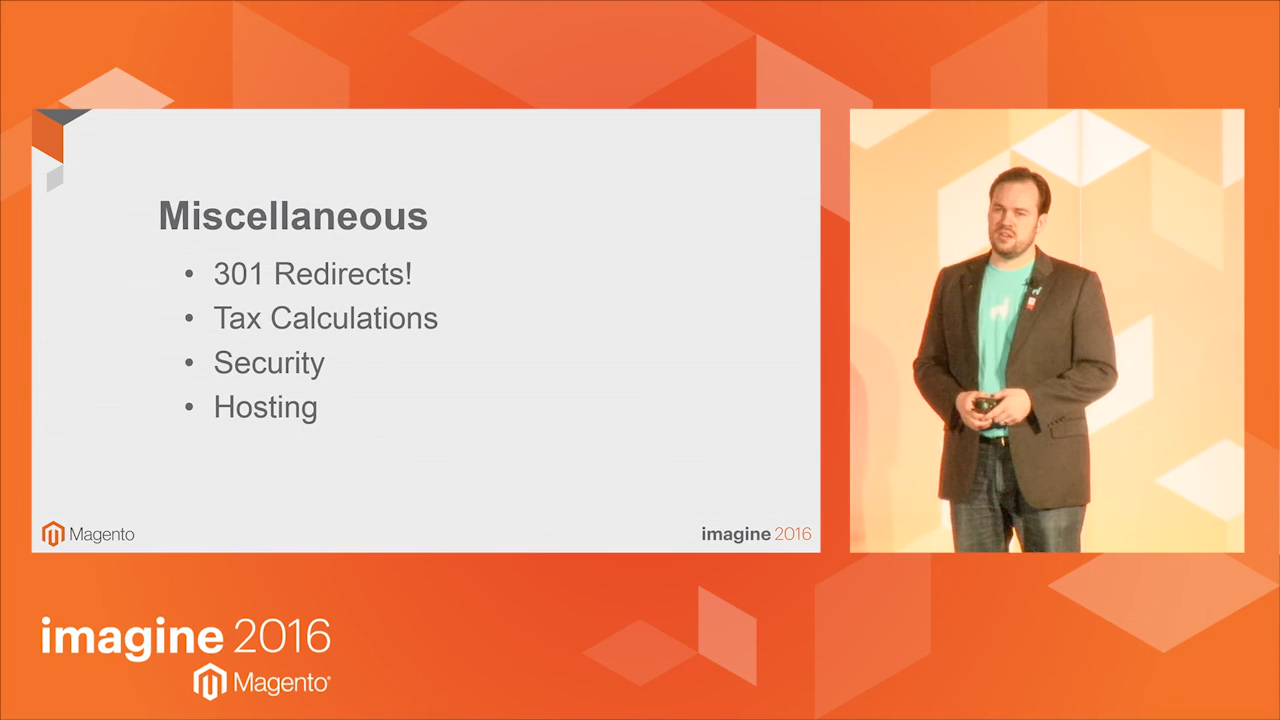 Miscellaneous
• 301 Redirects!
• Tax Calculations
• Security
• Hosting
Magento
imagine 2016
imagine 2016
Magento®